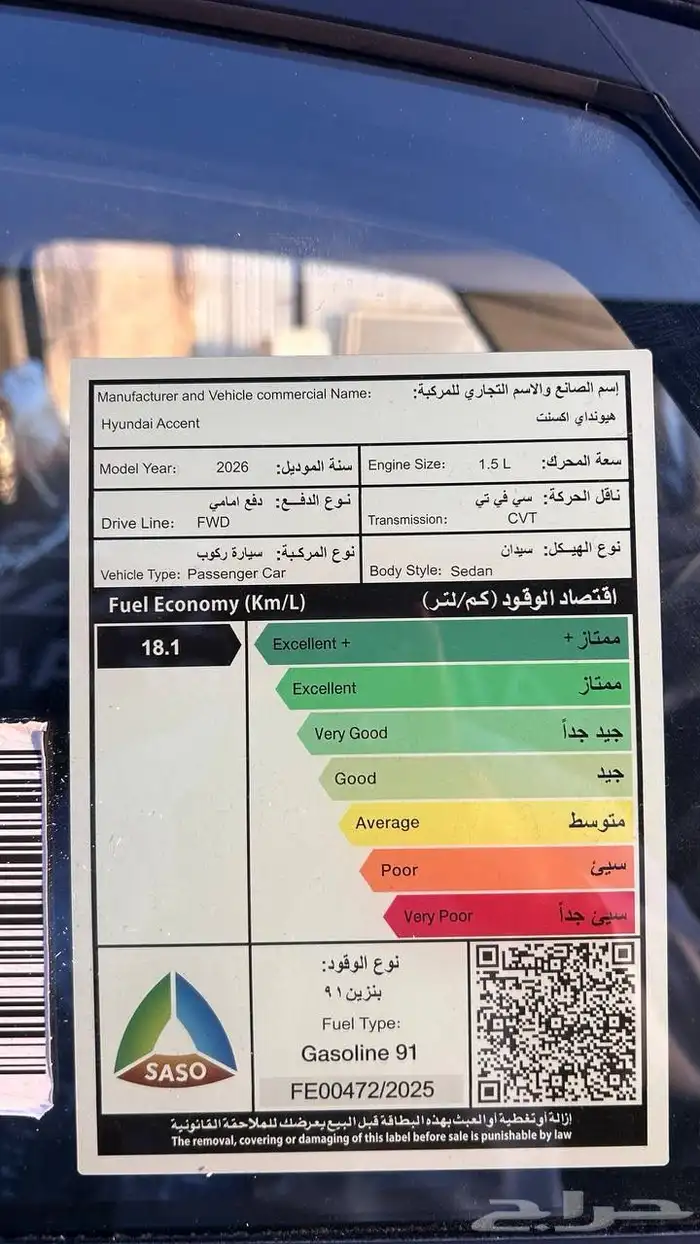 Manufacturer and Vehicle commercial Name: إسم الصانع والاسم التجاري للمركبة:
Hyundai Accent هيونداي اكسنت
Model Year: 2026 سنة الموديل: Engine Size: 1.5 L سعة المحرك:
نوع الدفع: دفع امامي ناقل الحركة: سي في تي
Drive Line: FWD Transmission: CVT
نوع المركبة: سيارة ركوب نوع الهيكل: سيدان
Vehicle Type: Passenger Car Body Style: Sedan
Fuel Economy (Km/L) اقتصاد الوقود (كم/لتر)
18.1 Excellent + ممتاز +
Excellent ممتاز
Very Good جيد جداً
Good جيد
Average متوسط
Poor سيئ
Very Poor سيئ جداً
نوع الوقود:
بنزين ٩١
Fuel Type:
Gasoline 91
SASO
FE00472/2025
إزالة أو تغطية أو العبث بهذه البطاقة قبل البيع يعرضك للملاحقة القانونية
The removal, covering or damaging of this label before sale is punishable by law
حراج